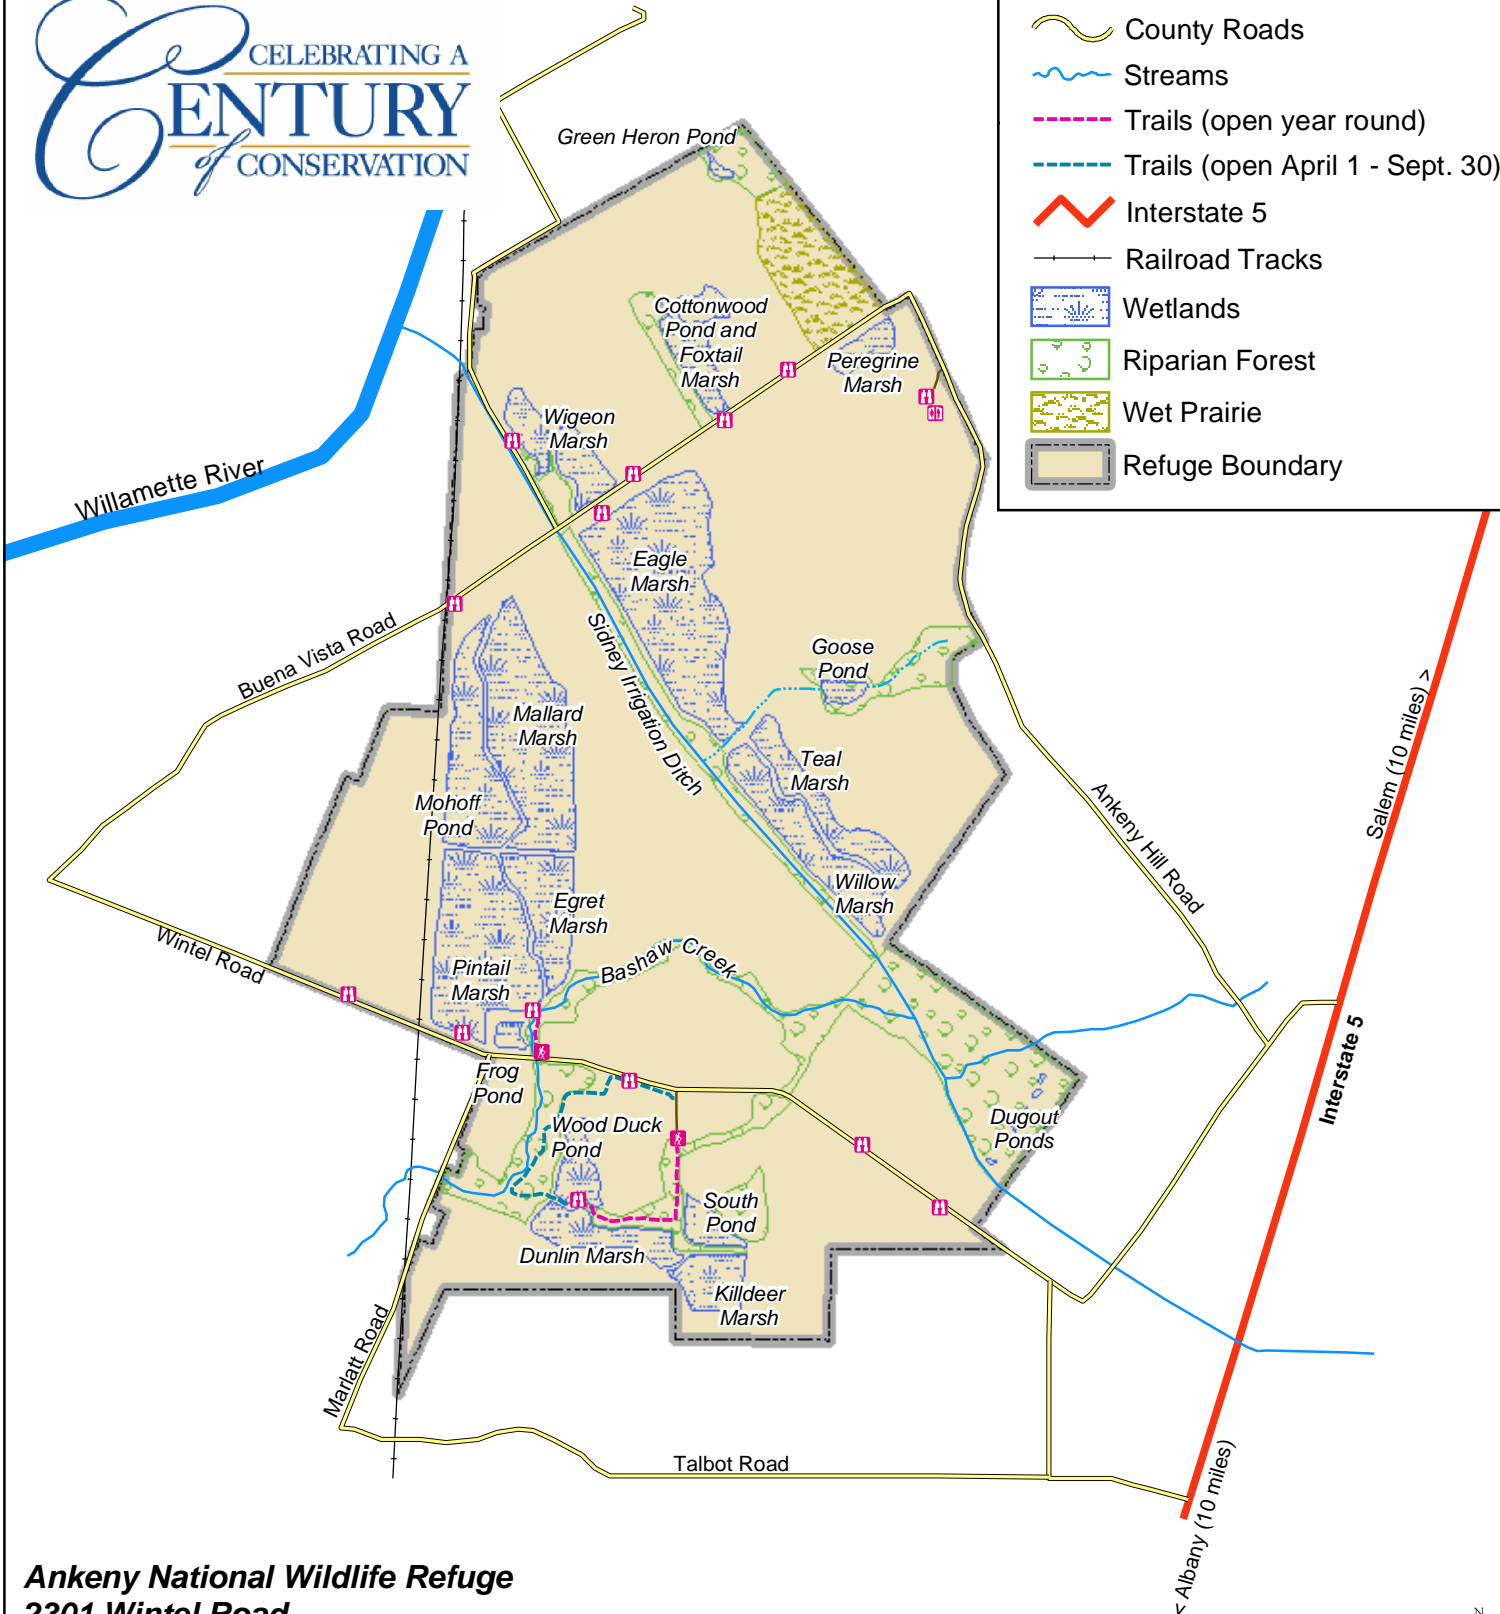 CELEBRATING A
CENTURY
of CONSERVATION
County Roads
Streams
Trails (open year round)
Trails (open April 1 - Sept. 30)
Interstate 5
Railroad Tracks
Wetlands
Riparian Forest
Wet Prairie
Refuge Boundary
Green Heron Pond
Cottonwood
Pond and
Foxtail
Marsh
Peregrine
Marsh
Wigeon
Marsh
Willamette River
Eagle
Marsh
Buena Vista Road
Sidney Irrigation Ditch
Goose
Pond
Mallard
Marsh
Teal
Marsh
Mohoff
Pond
Salem (10 miles) >
Ankeny Hill Road
Willow
Marsh
Egret
Marsh
Wintel Road
Bashaw Creek
Pintail
Marsh
Interstate 5
Frog
Pond
Wood Duck
Pond
Dugout
Ponds
South
Pond
Dunlin Marsh
Killdeer
Marsh
Marlatt Road
Talbot Road
< Albany (10 miles)
Ankeny National Wildlife Refuge
2301 Wintel Road